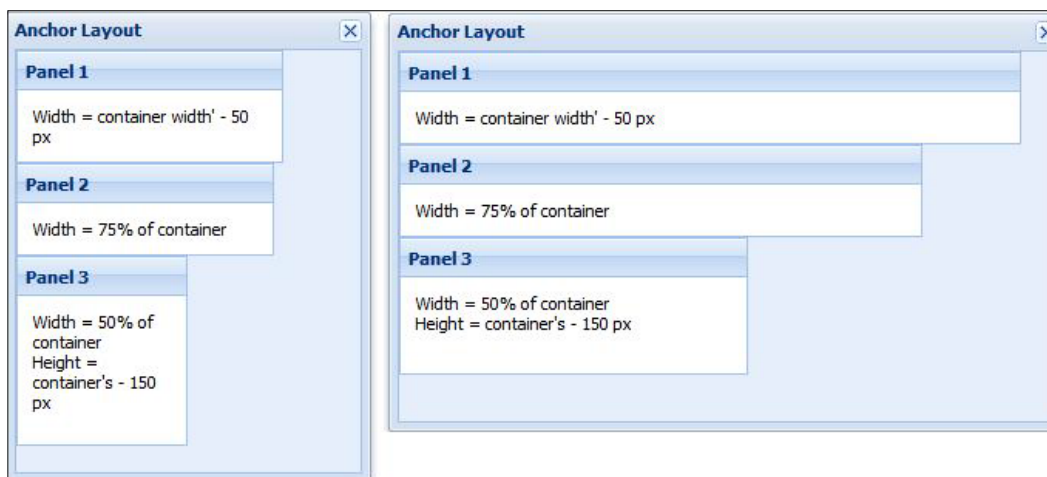 Anchor Layout
Panel 1
Width = container width' - 50
px
Panel 2
Width = 75% of container
Panel 3
Width = 50% of
container
Height =
container's - 150
px
Anchor Layout
Panel 1
Width = container width' - 50 px
Panel 2
Width = 75% of container
Panel 3
Width = 50% of container
Height = container's - 150 px